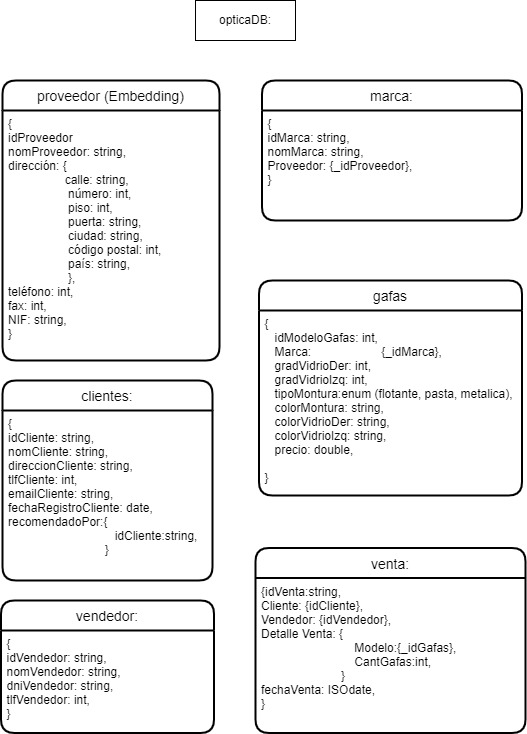 opticaDB:
proveedor (Embedding)
{
idProveedor
nomProveedor: string,
dirección: {
calle: string,
número: int,
piso: int,
puerta: string,
ciudad: string,
código postal: int,
país: string,
},
teléfono: int,
fax: int,
NIF: string,
}
marca:
{
idMarca: string,
nomMarca: string,
Proveedor: {_idProveedor},
}
gafas
{
idModeloGafas: int,
Marca: {_idMarca},
gradVidrioDer: int,
gradVidrioIzq: int,
tipoMontura:enum (flotante, pasta, metalica),
colorMontura: string,
colorVidrioDer: string,
colorVidrioIzq: string,
precio: double,
}
clientes:
{
idCliente: string,
nomCliente: string,
direccionCliente: string,
tlfCliente: int,
emailCliente: string,
fechaRegistroCliente: date,
recomendadoPor:{
idCliente:string,
}
venta:
{idVenta:string,
Cliente: {idCliente},
Vendedor: {idVendedor},
Detalle Venta: {
Modelo:{_idGafas},
CantGafas:int,
}
fechaVenta: ISOdate,
}
vendedor:
{
idVendedor: string,
nomVendedor: string,
dniVendedor: string,
tlfVendedor: int,
}